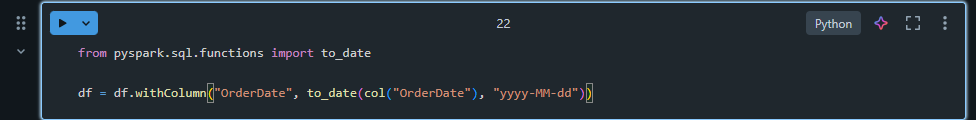 22
Python
from pyspark.sql.functions import to_date
df = df.withColumn("OrderDate", to_date(col("OrderDate"), "yyyy-MM-dd"))